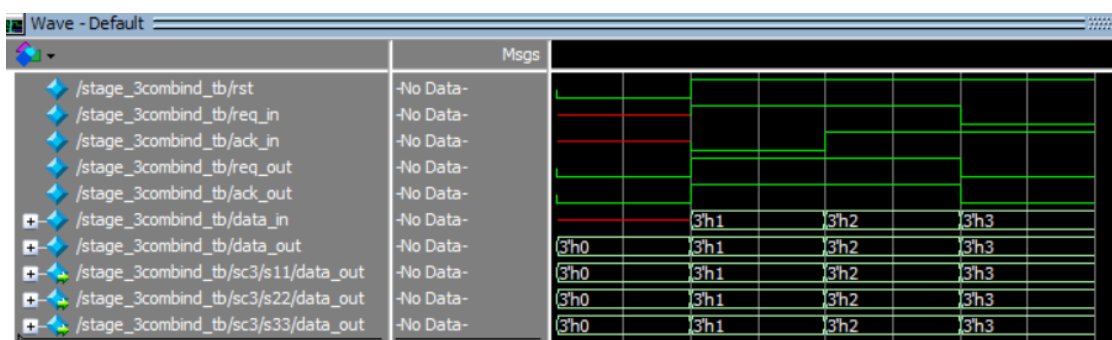 Wave - Default
Msgs
/stage_3combind_tb/rst -No Data-
/stage_3combind_tb/req_in -No Data-
/stage_3combind_tb/ack_in -No Data-
/stage_3combind_tb/req_out -No Data-
/stage_3combind_tb/ack_out -No Data-
/stage_3combind_tb/data_in -No Data- 3'h1 3'h2 3'h3
/stage_3combind_tb/data_out -No Data- 3'h0 3'h1 3'h2 3'h3
/stage_3combind_tb/sc3/s11/data_out -No Data- 3'h0 3'h1 3'h2 3'h3
/stage_3combind_tb/sc3/s22/data_out -No Data- 3'h0 3'h1 3'h2 3'h3
/stage_3combind_tb/sc3/s33/data_out -No Data- 3'h0 3'h1 3'h2 3'h3